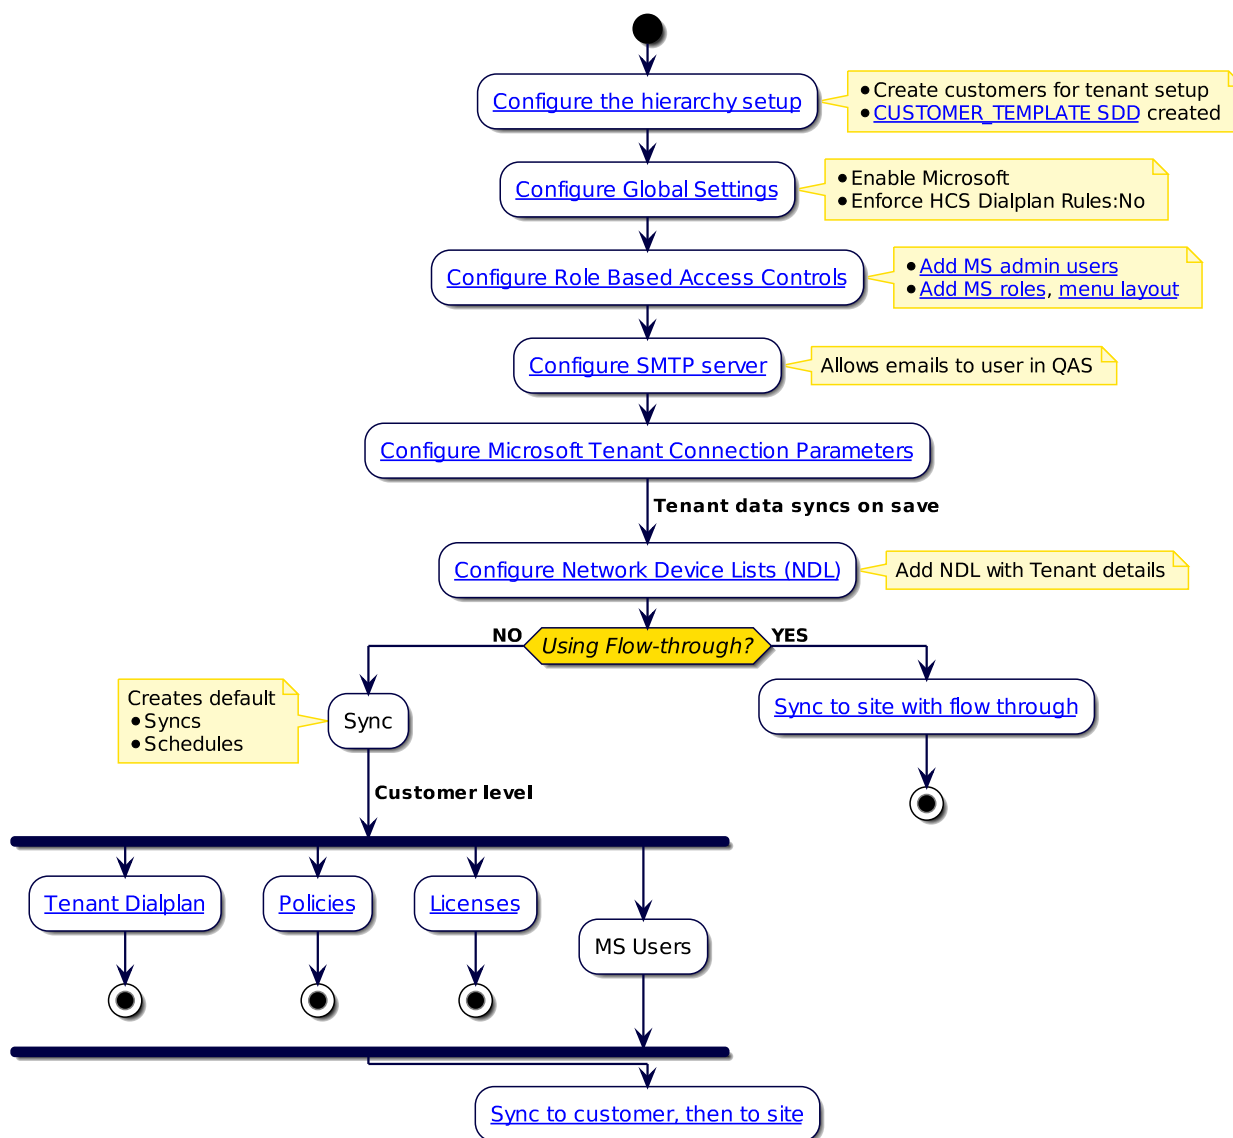 Configure the hierarchy setup
•Create customers for tenant setup
•CUSTOMER_TEMPLATE SDD created
Configure Global Settings
•Enable Microsoft
•Enforce HCS Dialplan Rules:No
Configure Role Based Access Controls
•Add MS admin users
•Add MS roles, menu layout
Configure SMTP server
Allows emails to user in QAS
Configure Microsoft Tenant Connection Parameters
Tenant data syncs on save
Configure Network Device Lists (NDL)
Add NDL with Tenant details
NO
Using Flow-through?
YES
Creates default
•Syncs
•Schedules
Sync
Sync to site with flow through
Customer level
Tenant Dialplan
Policies
Licenses
MS Users
Sync to customer, then to site